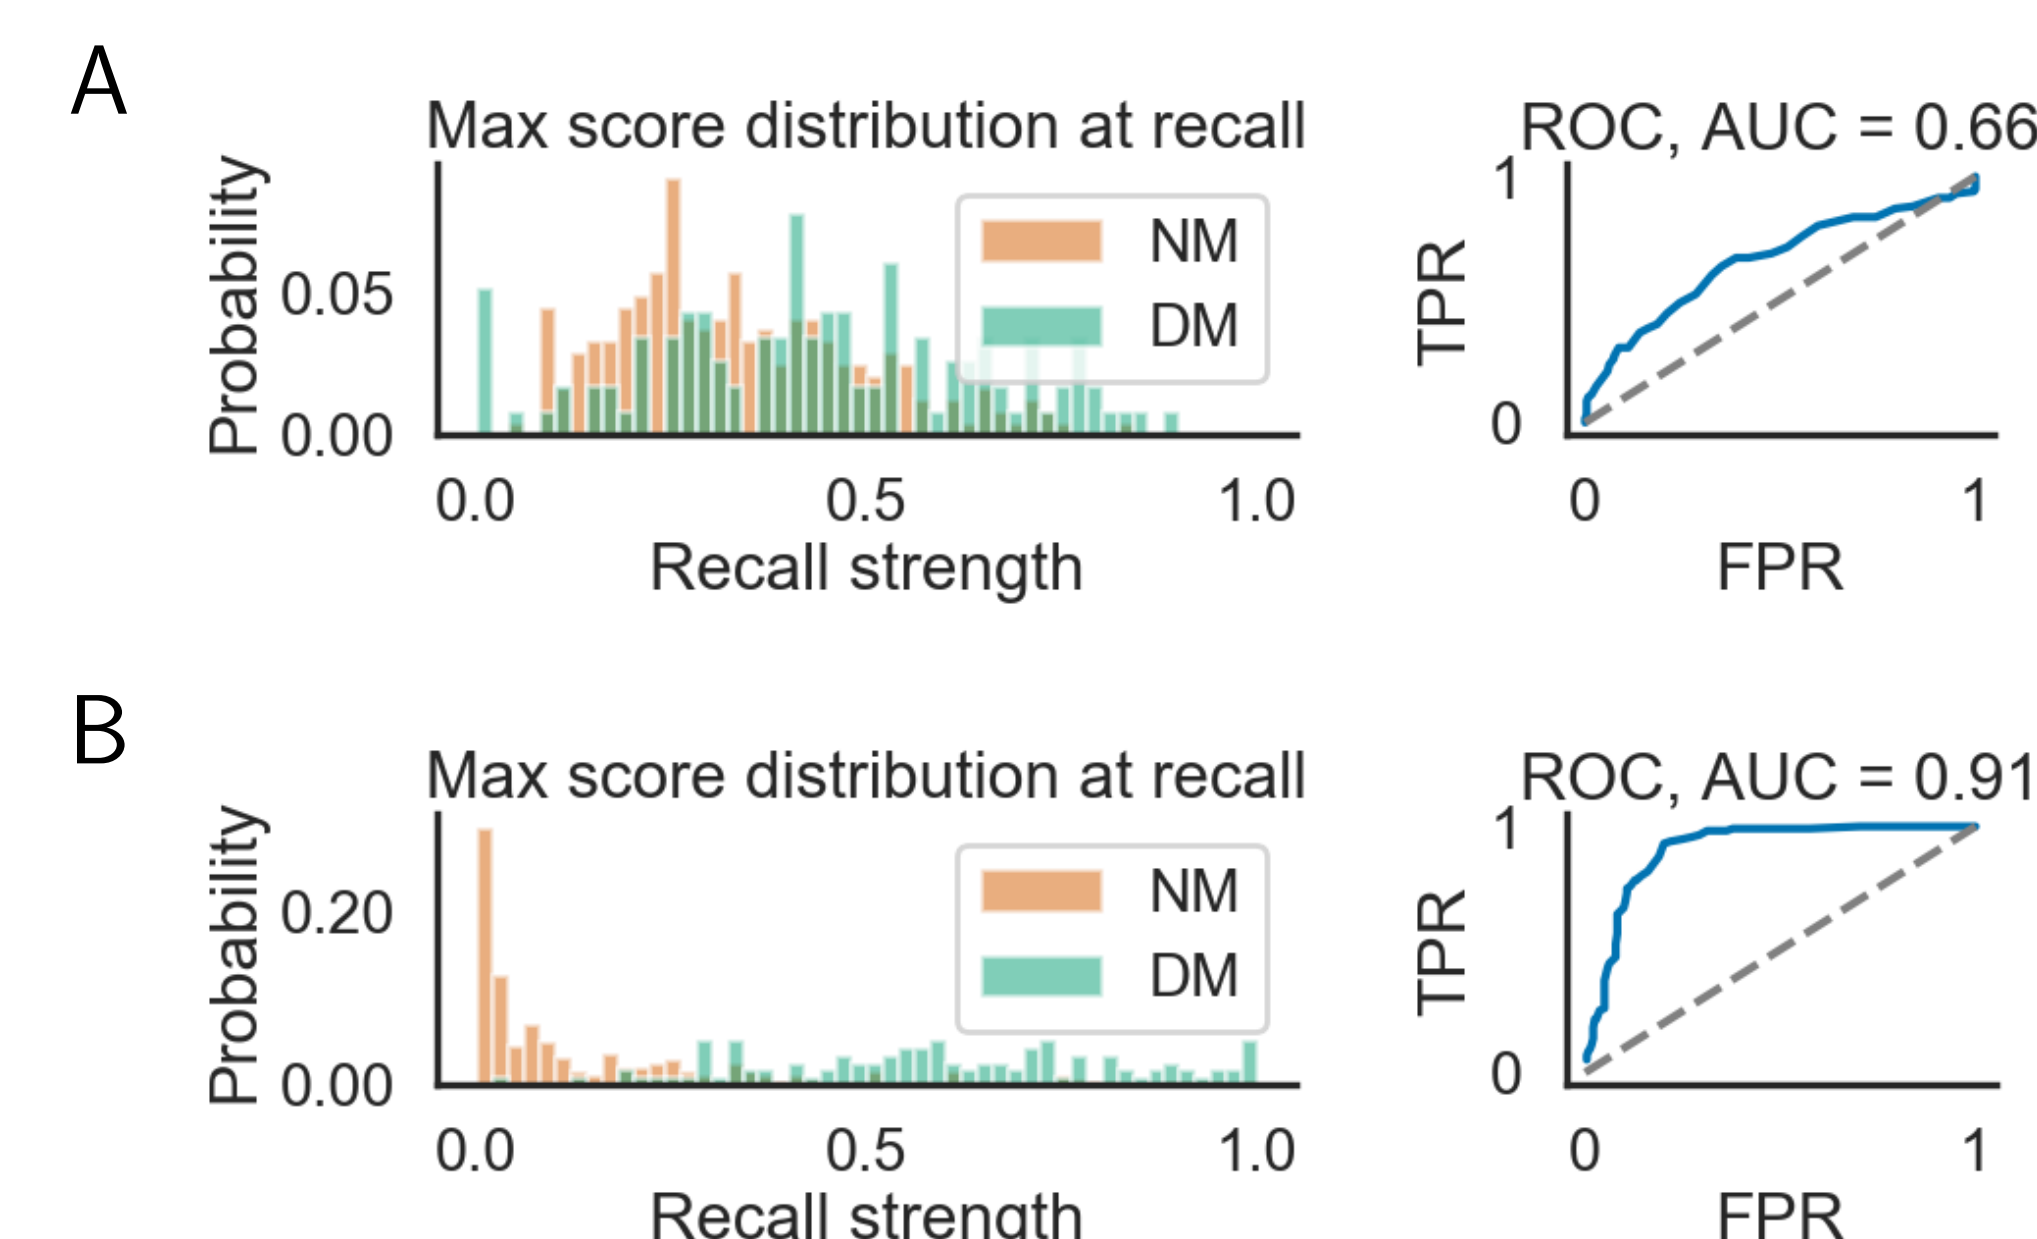 A
Max score distribution at recall
Probability
0.05
0.00
NM
DM
0.0 0.5 1.0
Recall strength
ROC, AUC = 0.66
TPR
1
0
0 1
FPR
B
Max score distribution at recall
Probability
0.20
0.00
NM
DM
0.0 0.5 1.0
Recall strength
ROC, AUC = 0.91
TPR
1
0
0 1
FPR